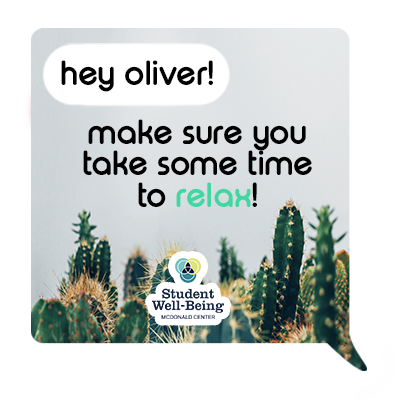 hey oliver!
make sure you
take some time
to relax!
Student
Well-Being
MCDONALD CENTER